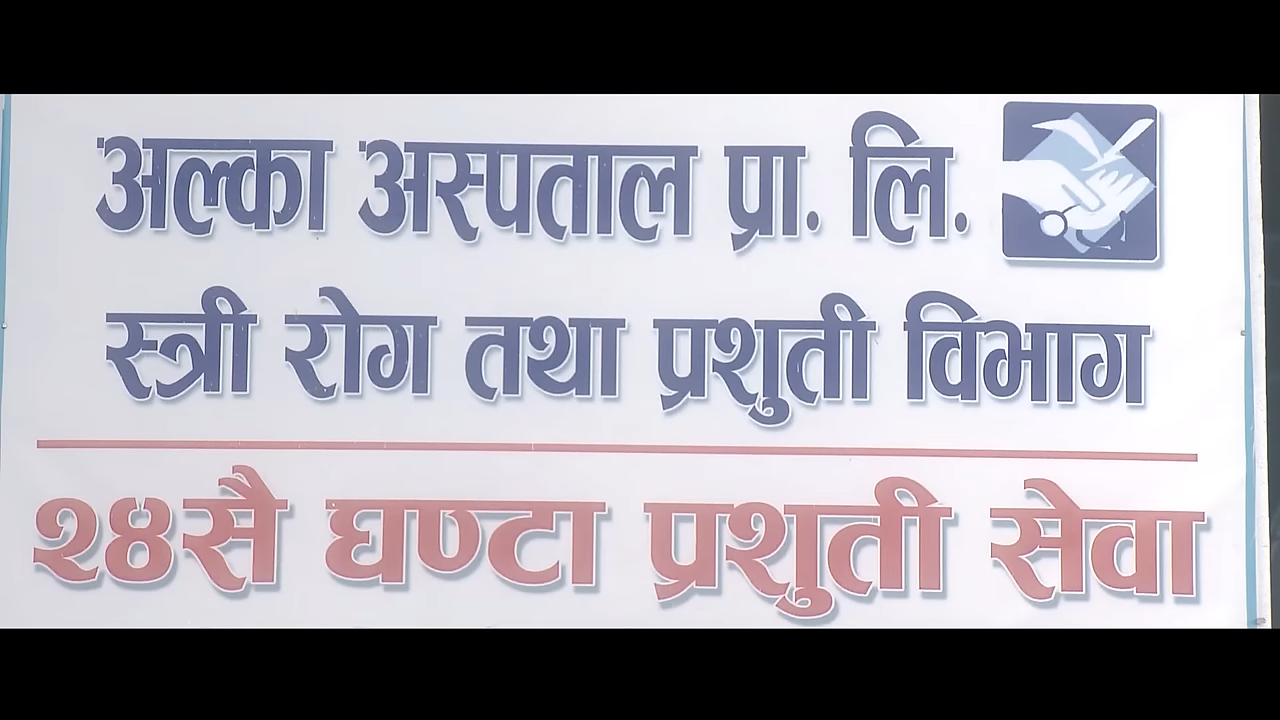 अल्का अस्पताल प्रा. लि.
स्त्री रोग तथा प्रशुती विभाग
२४सै घण्टा प्रशुती सेवा